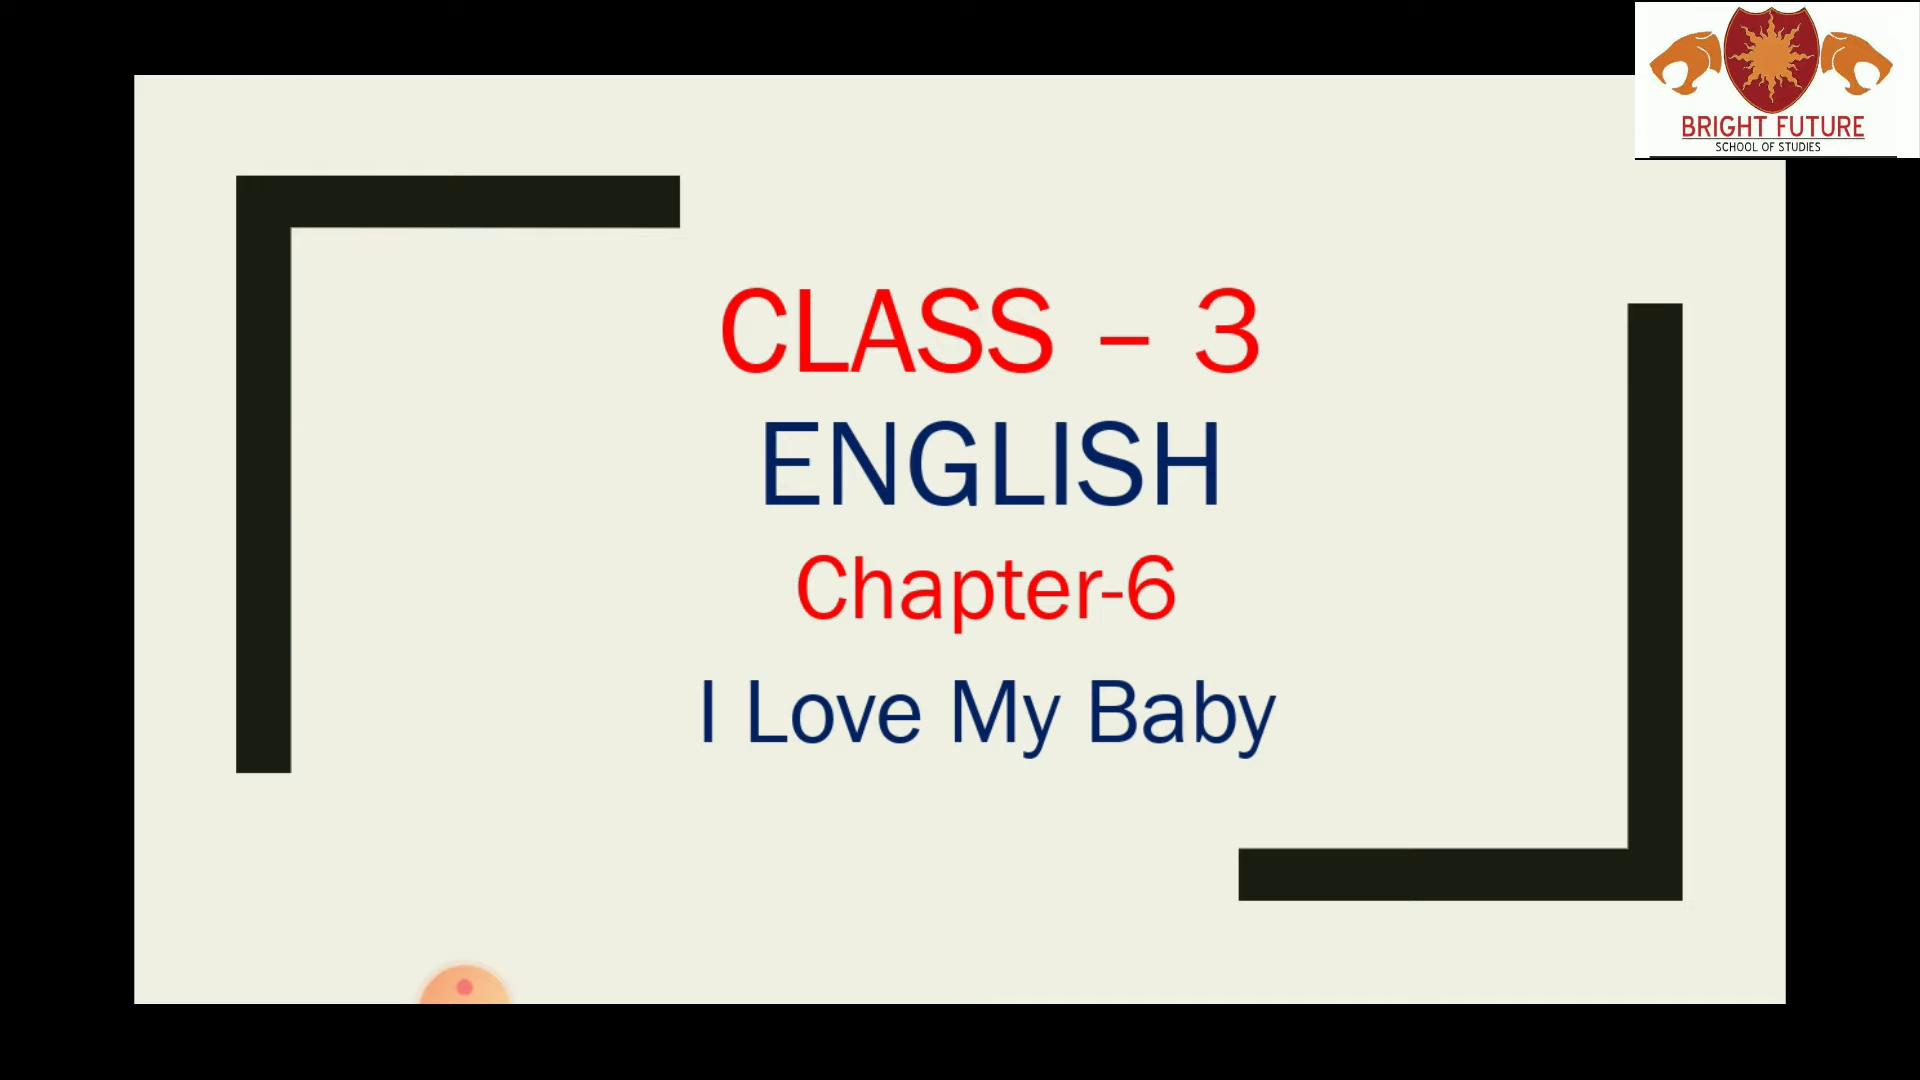 BRIGHT FUTURE
SCHOOL OF STUDIES
CLASS – 3
ENGLISH
Chapter-6
I Love My Baby